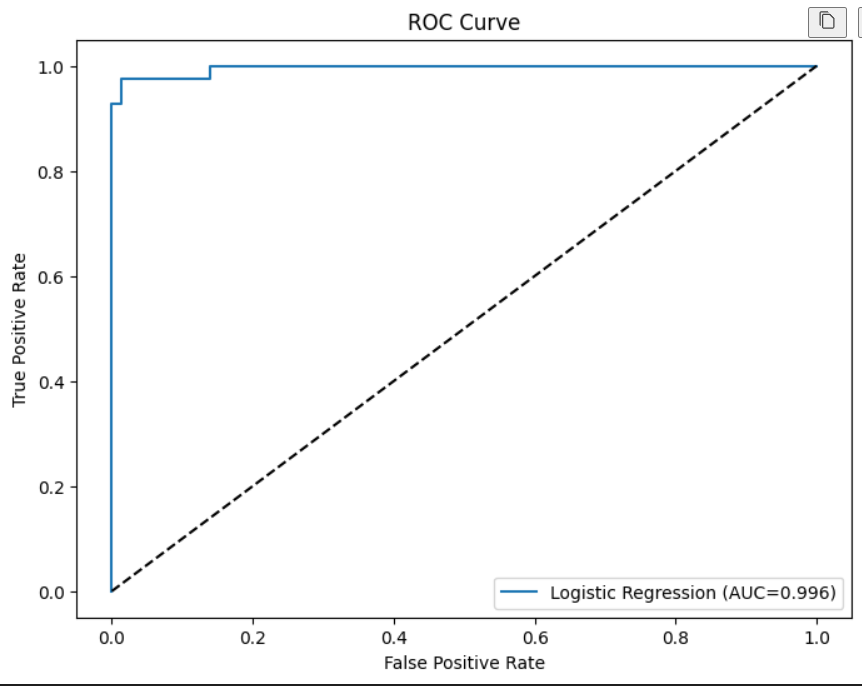 ROC Curve
1.0
0.8
0.6
0.4
0.2
0.0
True Positive Rate
Logistic Regression (AUC=0.996)
0.0 0.2 0.4 0.6 0.8 1.0
False Positive Rate